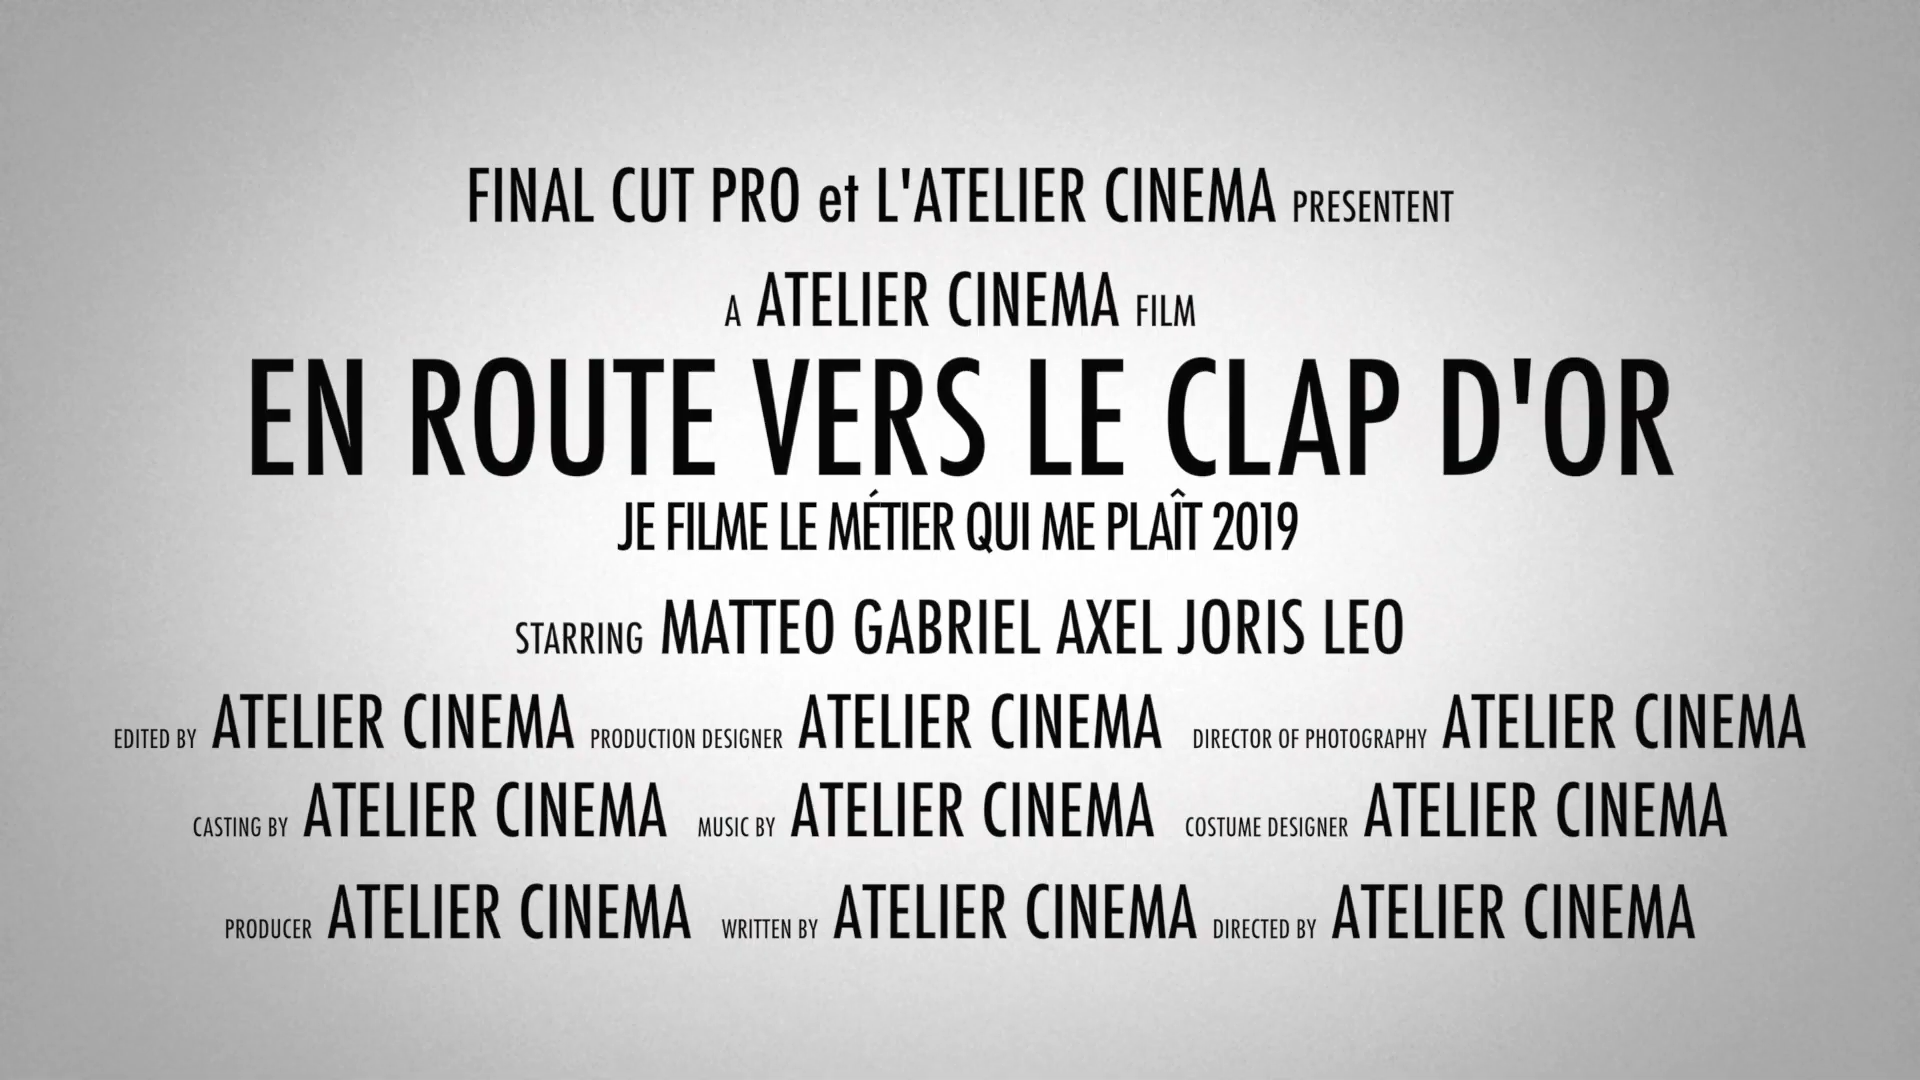 FINAL CUT PRO et L'ATELIER CINEMA PRESENTENT
A ATELIER CINEMA FILM
EN ROUTE VERS LE CLAP D'OR
JE FILME LE MÉTIER QUI ME PLAÎT 2019
STARRING MATTEO GABRIEL AXEL JORIS LEO
EDITED BY ATELIER CINEMA PRODUCTION DESIGNER ATELIER CINEMA DIRECTOR OF PHOTOGRAPHY ATELIER CINEMA
CASTING BY ATELIER CINEMA MUSIC BY ATELIER CINEMA COSTUME DESIGNER ATELIER CINEMA
PRODUCER ATELIER CINEMA WRITTEN BY ATELIER CINEMA DIRECTED BY ATELIER CINEMA